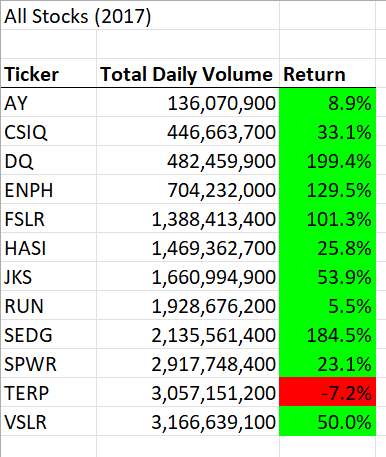 All Stocks (2017)
Ticker Total Daily Volume Return
AY 136,070,900 8.9%
CSIQ 446,663,700 33.1%
DQ 482,459,900 199.4%
ENPH 704,232,000 129.5%
FSLR 1,388,413,400 101.3%
HASI 1,469,362,700 25.8%
JKS 1,660,994,900 53.9%
RUN 1,928,676,200 5.5%
SEDG 2,135,561,400 184.5%
SPWR 2,917,748,400 23.1%
TERP 3,057,151,200 -7.2%
VSLR 3,166,639,100 50.0%